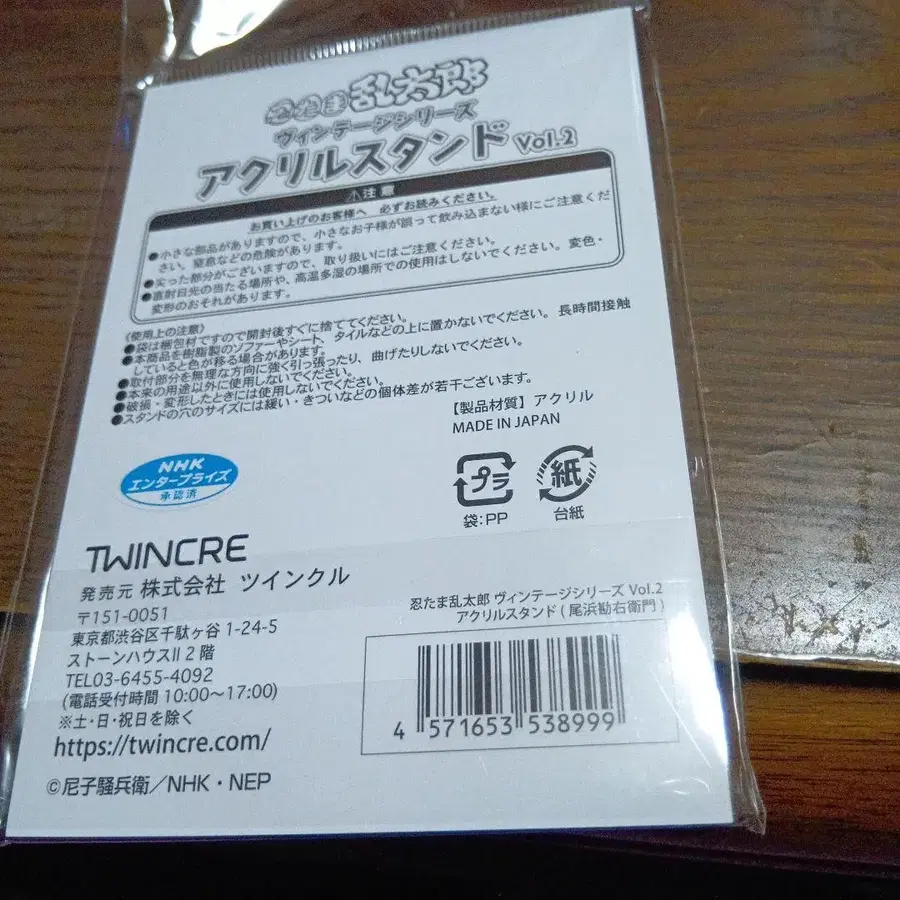 忍たま乱太郎
ヴィンテージシリーズ
アクリルスタンド Vol.2
⚠注意
お買い上げのお客様へ 必ずお読みください。
●小さな部品がありますので、小さなお子様が誤って飲み込まない様にご注意くだ
さい。窒息などの危険があります。
●尖った部分がございますので、取り扱いにはご注意ください。
●直射日光の当たる場所や、高温多湿の場所での使用はしないでください。変色・
変形のおそれがあります。
〈使用上の注意〉
●袋は梱包材ですので開封後すぐに捨ててください。
●本商品を樹脂製のソファーやシート、タイルなどの上に置かないでください。長時間接触
していると色が移る場合があります。
●取付部分を無理な方向に強く引っ張ったり、曲げたりしないでください。
●本来の用途以外に使用しないでください。
●破損・変形したときには使用しないでください。
●スタンドの穴のサイズには緩い・きついなどの個体差が若干ございます。
【製品材質】アクリル
MADE IN JAPAN
NHK
エンタープライズ
承認済
プラ
袋:PP
紙
台紙
TWINCRE
発売元 株式会社 ツインクル
〒151-0051
東京都渋谷区千駄ヶ谷 1-24-5
ストーンハウスⅡ 2 階
TEL03-6455-4092
(電話受付時間 10:00～17:00)
※土・日・祝日を除く
https://twincre.com/
©尼子騒兵衛／NHK・NEP
忍たま乱太郎 ヴィンテージシリーズ Vol.2
アクリルスタンド ( 尾浜勘右衛門 )
4 571653 538999